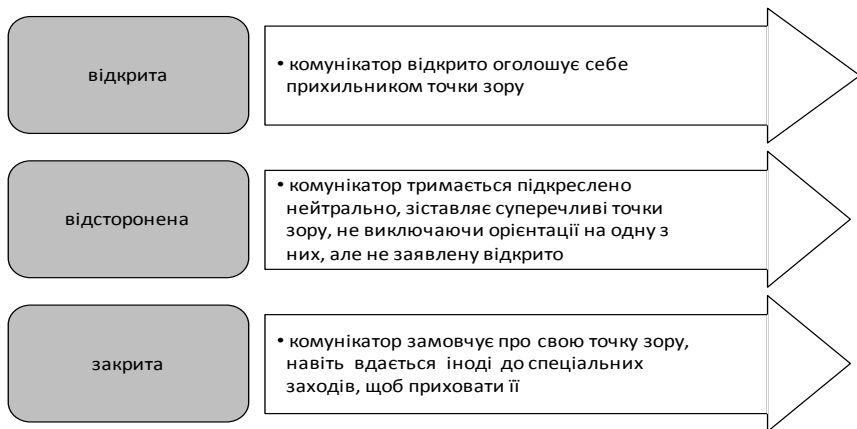 відкрита
• комунікатор відкрито оголошує себе
прихильником точки зору
відсторонена
• комунікатор тримається підкреслено
нейтрально, зіставляє суперечливі точки
зору, не виключаючи орієнтації на одну з
них, але не заявлену відкрито
закрита
• комунікатор замовчує про свою точку зору,
навіть вдається іноді до спеціальних
заходів, щоб приховати її